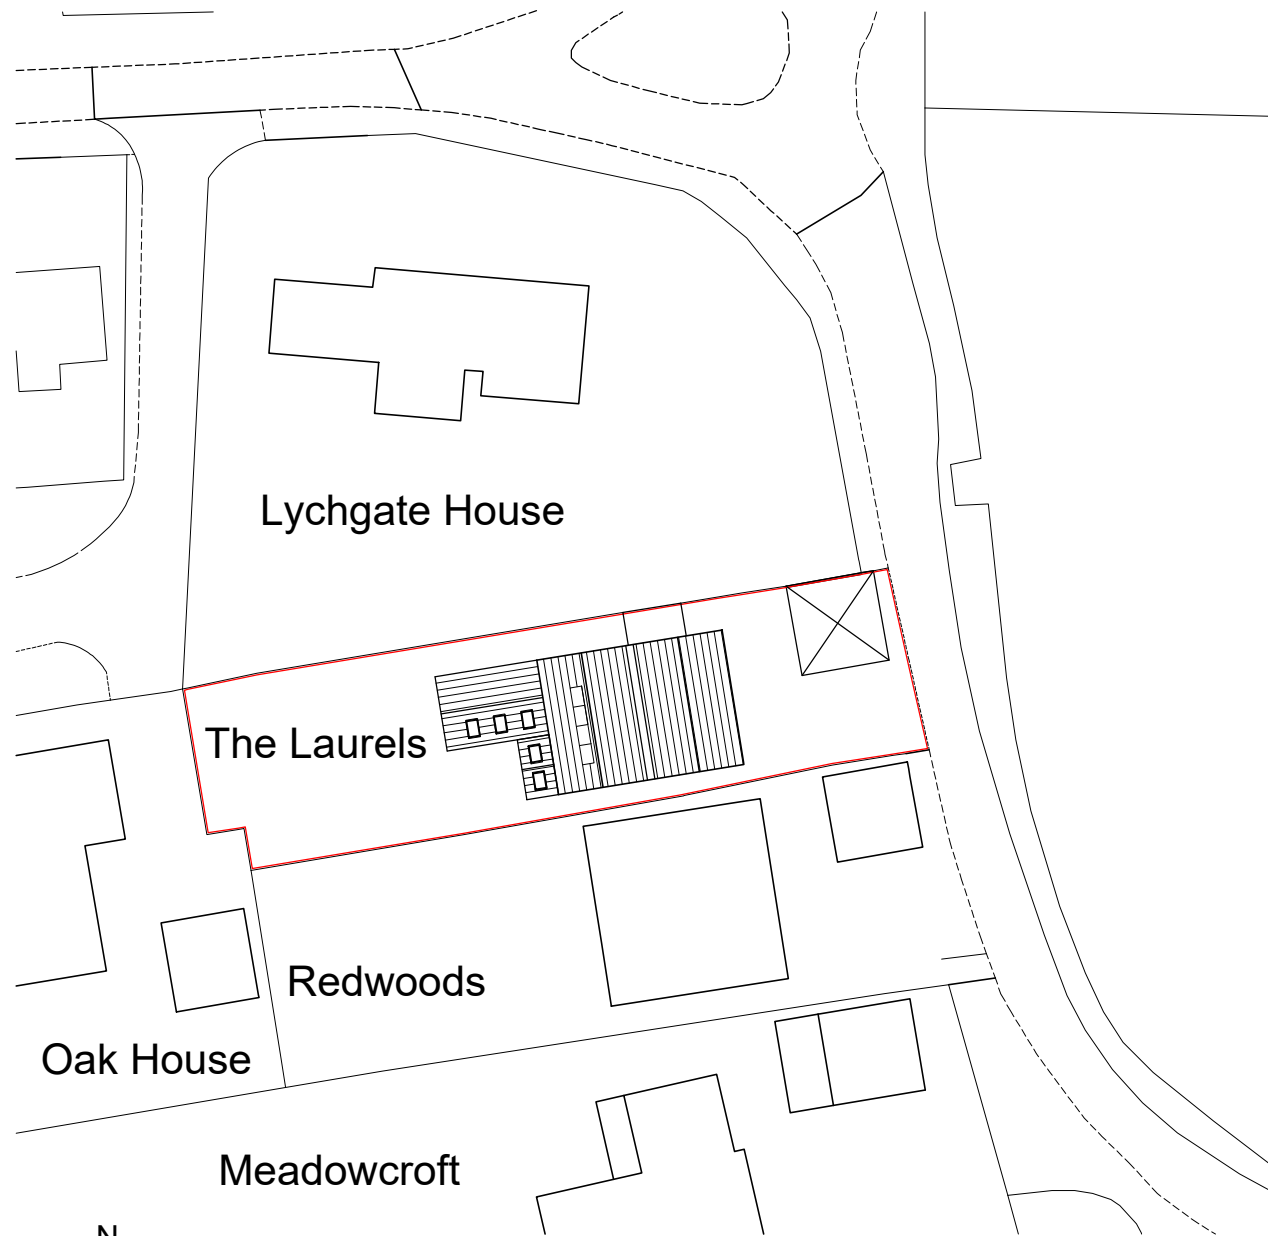 Lychgate House
The Laurels
Redwoods
Oak House
Meadowcroft
N